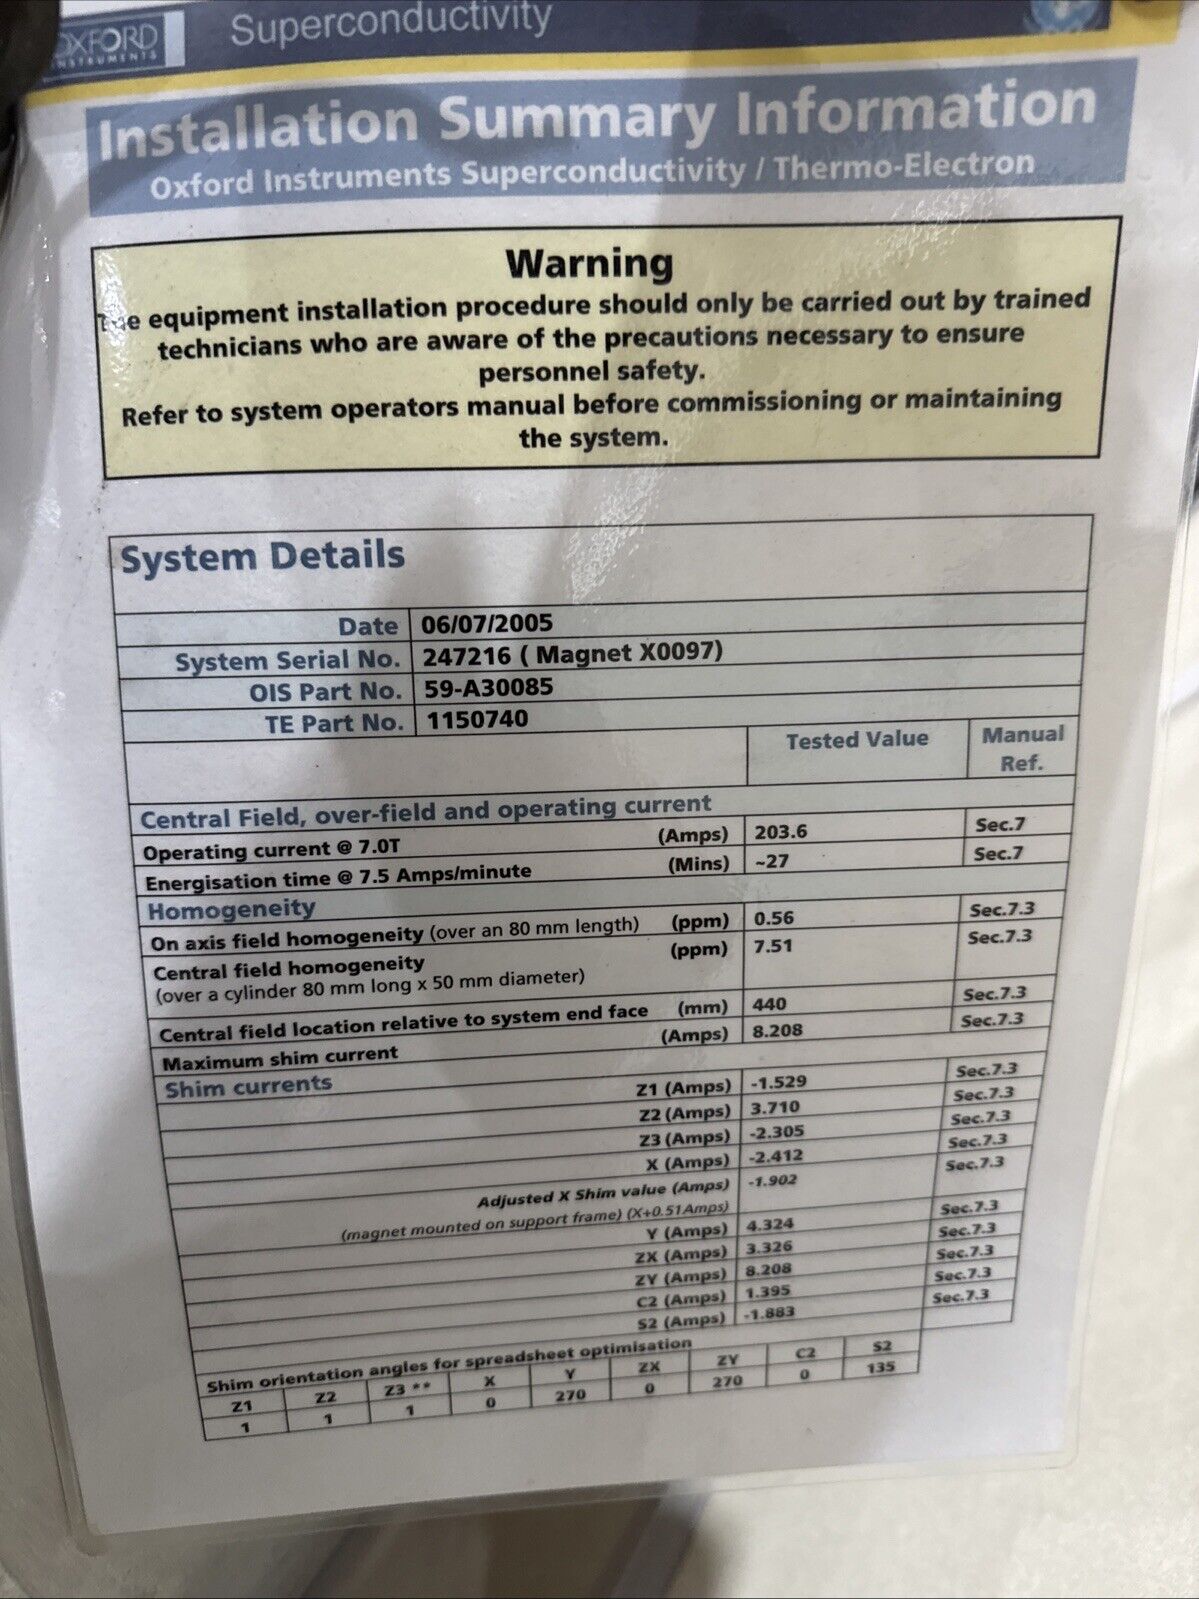 OXFORD
INSTRUMENTS
Superconductivity
Installation Summary Information
Oxford Instruments Superconductivity / Thermo-Electron
Warning
The equipment installation procedure should only be carried out by trained
technicians who are aware of the precautions necessary to ensure
personnel safety.
Refer to system operators manual before commissioning or maintaining
the system.
System Details
Date 06/07/2005
System Serial No. 247216 ( Magnet X0097)
OIS Part No. 59-A30085
TE Part No. 1150740
Tested Value Manual
Ref.
Central Field, over-field and operating current
Operating current @ 7.0T (Amps) 203.6 Sec.7
Energisation time @ 7.5 Amps/minute (Mins) ~27 Sec.7
Homogeneity
On axis field homogeneity (over an 80 mm length) (ppm) 0.56 Sec.7.3
Central field homogeneity (ppm) 7.51 Sec.7.3
(over a cylinder 80 mm long x 50 mm diameter)
Central field location relative to system end face (mm) 440 Sec.7.3
Maximum shim current (Amps) 8.208 Sec.7.3
Shim currents
Z1 (Amps) -1.529 Sec.7.3
Z2 (Amps) 3.710 Sec.7.3
Z3 (Amps) -2.305 Sec.7.3
X (Amps) -2.412 Sec.7.3
Adjusted X Shim value (Amps) -1.902 Sec.7.3
(magnet mounted on support frame) (X+0.51Amps)
Y (Amps) 4.324 Sec.7.3
ZX (Amps) 3.326 Sec.7.3
ZY (Amps) 8.208 Sec.7.3
C2 (Amps) 1.395 Sec.7.3
S2 (Amps) -1.883 Sec.7.3
Shim orientation angles for spreadsheet optimisation
Z1 Z2 Z3 ** X Y ZX ZY C2 S2
1 1 1 0 270 0 270 0 135